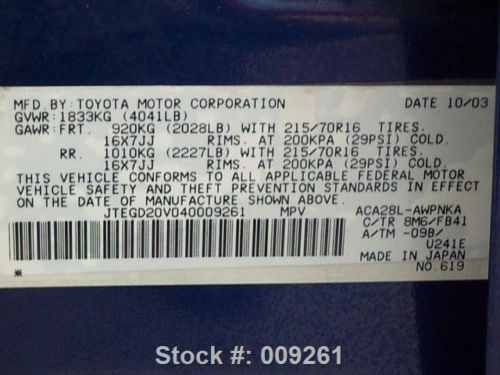 MFD. BY: TOYOTA MOTOR CORPORATION DATE 10/03
GVWR: 1833KG (4041LB)
GAWR: FRT. 920KG (2028LB) WITH 215/70R16 TIRES.
16X7JJ RIMS. AT 200KPA (29PSI) COLD.
RR. 1010KG (2227LB) WITH 215/70R16 TIRES.
16X7JJ RIMS. AT 200KPA (29PSI) COLD.
THIS VEHICLE CONFORMS TO ALL APPLICABLE FEDERAL MOTOR
VEHICLE SAFETY AND THEFT PREVENTION STANDARDS IN EFFECT
ON THE DATE OF MANUFACTURE SHOWN ABOVE.
JTEGD20V040009261 MPV ACA28L-AWPNKA
C/TR 8M6/FB41
A/TM -09B/
U241E
MADE IN JAPAN
* NO.619
Stock #: 009261